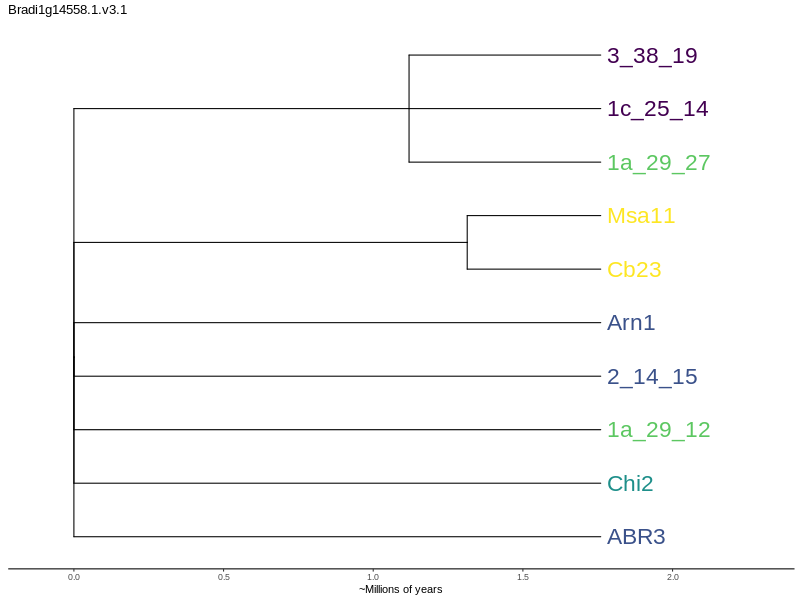 Bradi1g14558.1.v3.1
3_38_19
1c_25_14
1a_29_27
Msa11
Cb23
Arn1
2_14_15
1a_29_12
Chi2
ABR3
0.0 0.5 1.0 1.5 2.0
~Millions of years